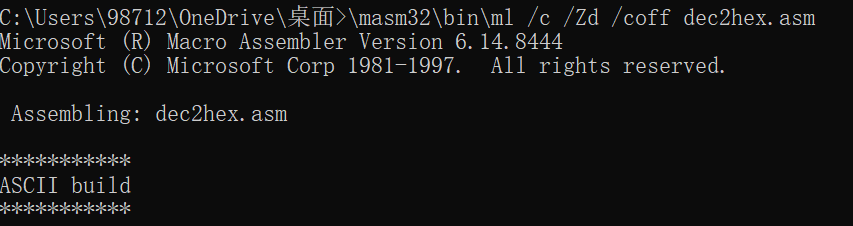 C:\Users\98712\OneDrive\桌面>\masm32\bin\ml /c /Zd /coff dec2hex.asm
Microsoft (R) Macro Assembler Version 6.14.8444
Copyright (C) Microsoft Corp 1981-1997.  All rights reserved.
 Assembling: dec2hex.asm
***********
ASCII build
***********